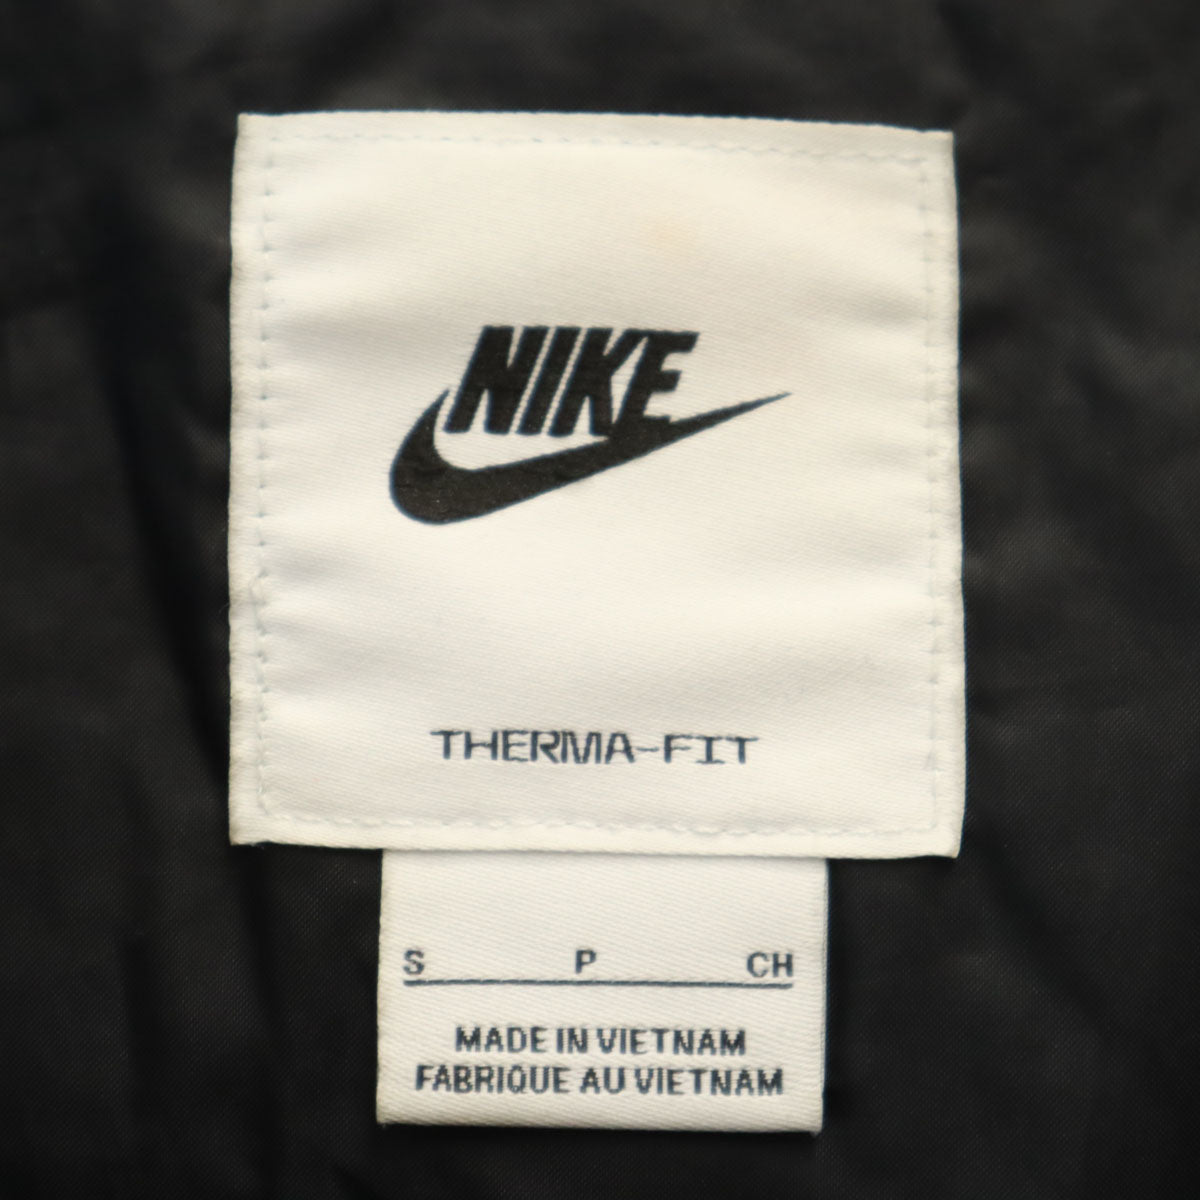 NIKE
THERMA-FIT
S P CH
MADE IN VIETNAM
FABRIQUE AU VIETNAM